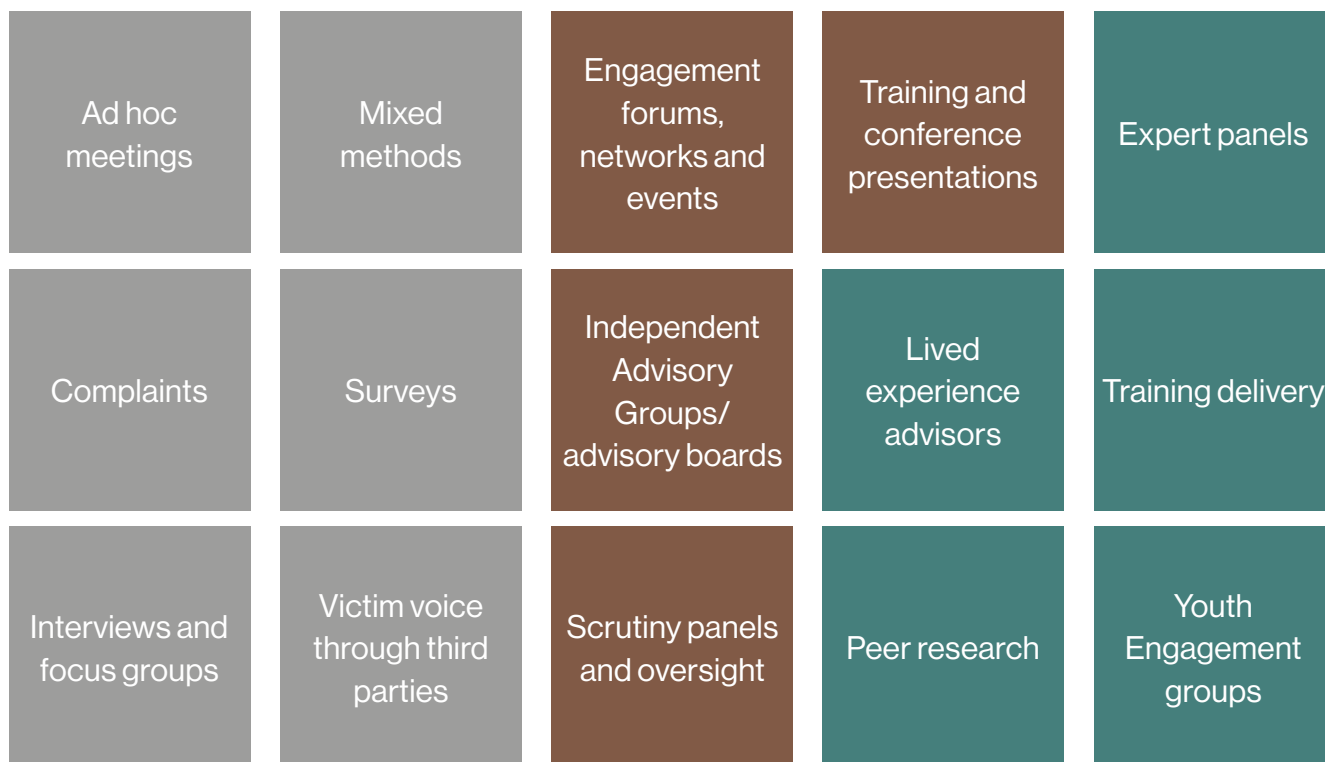 Ad hoc
meetings
Mixed
methods
Engagement
forums,
networks and
events
Training and
conference
presentations
Expert panels
Complaints
Surveys
Independent
Advisory
Groups/
advisory boards
Lived
experience
advisors
Training delivery
Interviews and
focus groups
Victim voice
through third
parties
Scrutiny panels
and oversight
Peer research
Youth
Engagement
groups